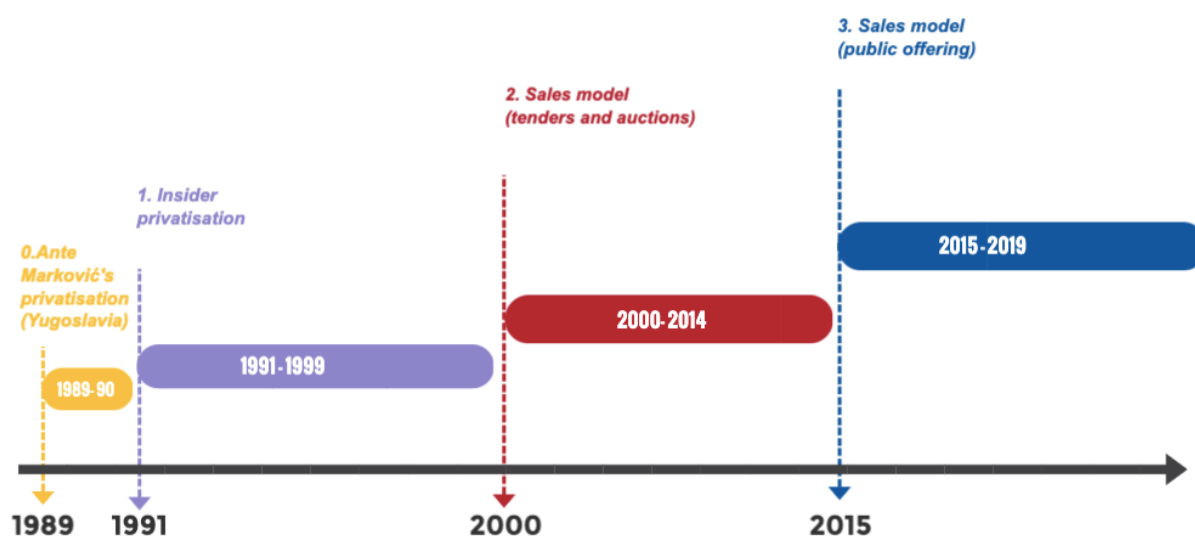 3. Sales model
(public offering)
2. Sales model
(tenders and auctions)
1. Insider
privatisation
0.Ante
Marković's
privatisation
(Yugoslavia)
2015-2019
2000-2014
1991-1999
1989-90
1989
1991
2000
2015